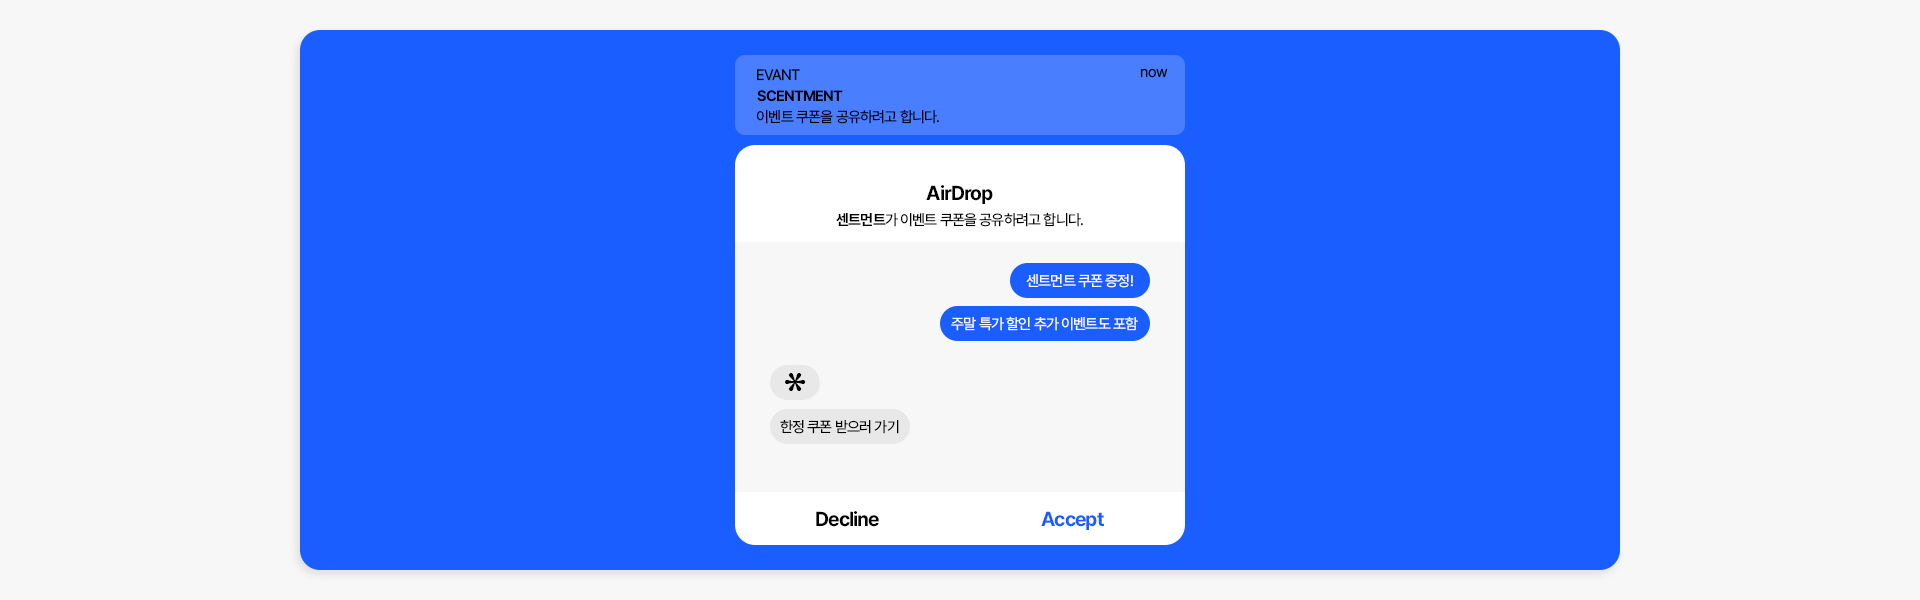 EVANT
now
SCENTMENT
이벤트 쿠폰을 공유하려고 합니다.
AirDrop
센트먼트가 이벤트 쿠폰을 공유하려고 합니다.
센트먼트 쿠폰 증정!
주말 특가 할인 추가 이벤트도 포함
한정 쿠폰 받으러 가기
Decline
Accept